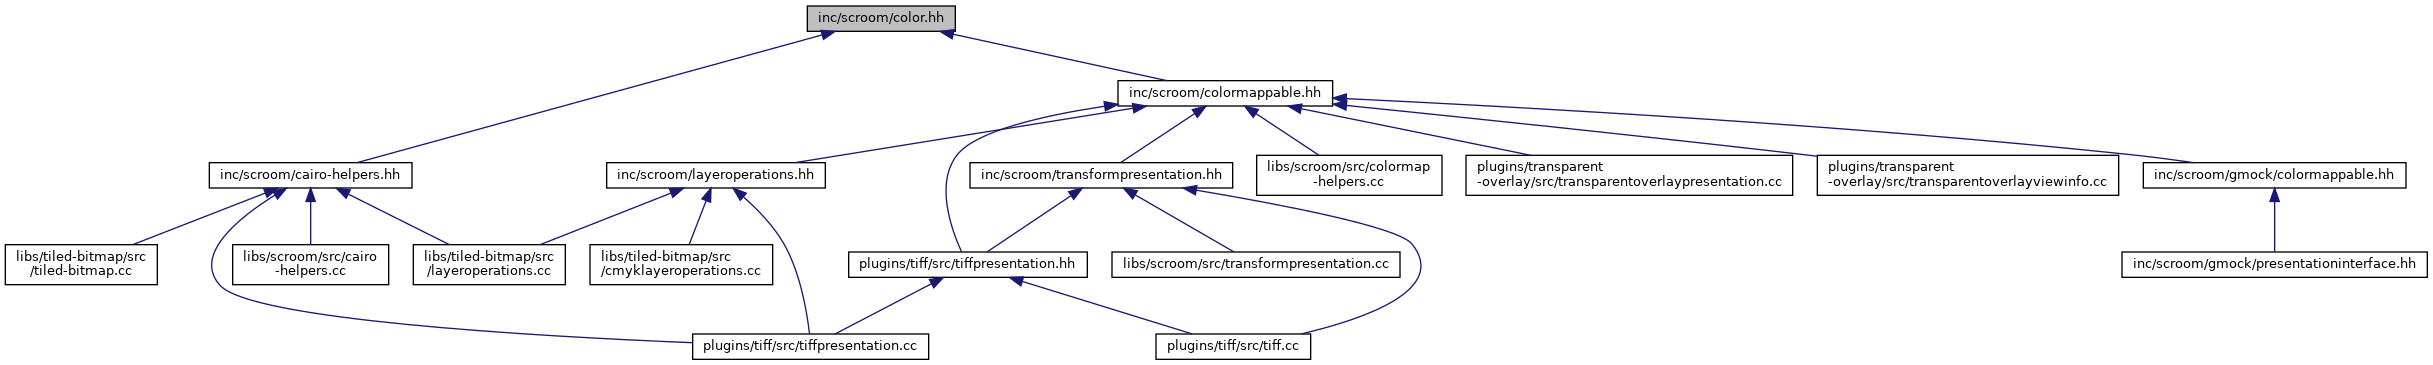 inc/scroom/color.hh
inc/scroom/colormappable.hh
inc/scroom/cairo-helpers.hh
inc/scroom/layeroperations.hh
inc/scroom/transformpresentation.hh
libs/scroom/src/colormap
-helpers.cc
plugins/transparent
-overlay/src/transparentoverlaypresentation.cc
plugins/transparent
-overlay/src/transparentoverlayviewinfo.cc
inc/scroom/gmock/colormappable.hh
libs/tiled-bitmap/src
/tiled-bitmap.cc
libs/scroom/src/cairo
-helpers.cc
libs/tiled-bitmap/src
/layeroperations.cc
libs/tiled-bitmap/src
/cmyklayeroperations.cc
plugins/tiff/src/tiffpresentation.hh
libs/scroom/src/transformpresentation.cc
inc/scroom/gmock/presentationinterface.hh
plugins/tiff/src/tiffpresentation.cc
plugins/tiff/src/tiff.cc